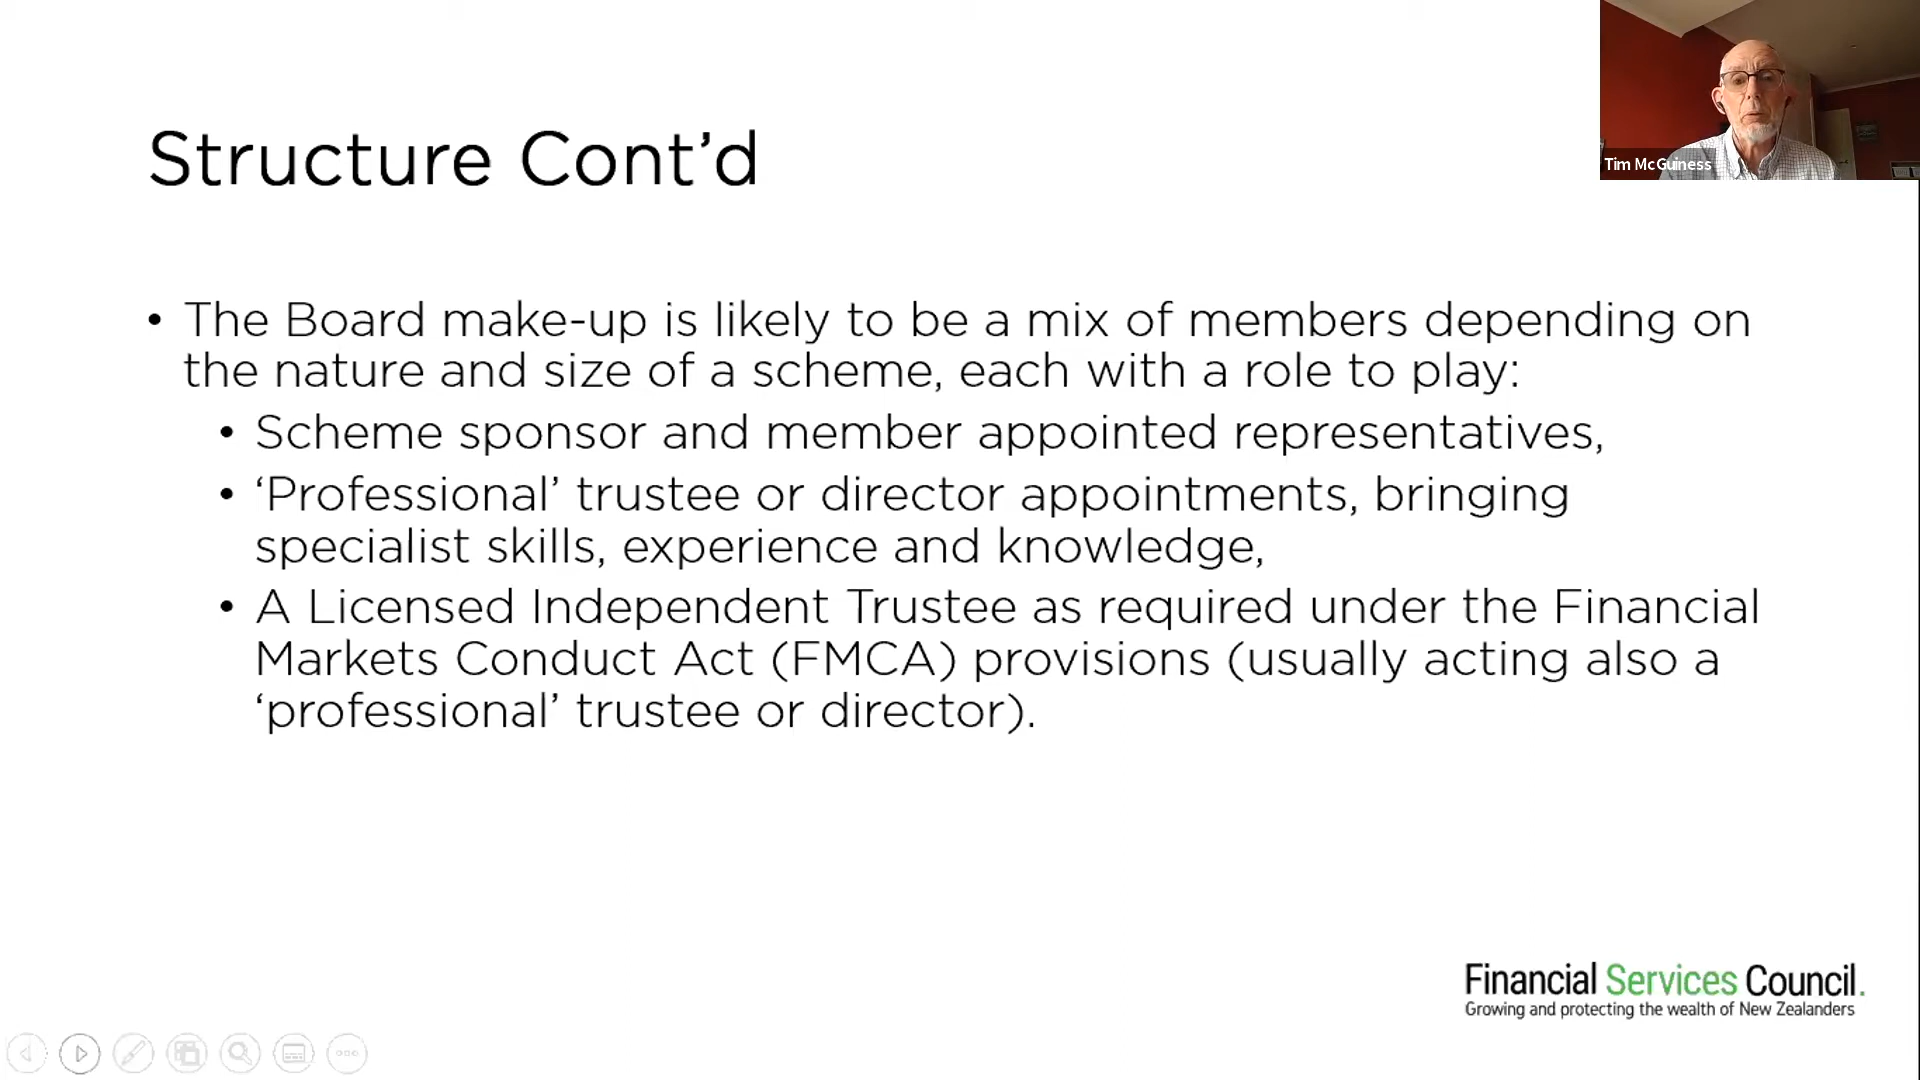 Tim McGuiness
Structure Cont’d
• The Board make-up is likely to be a mix of members depending on
the nature and size of a scheme, each with a role to play:
• Scheme sponsor and member appointed representatives,
• ‘Professional’ trustee or director appointments, bringing
specialist skills, experience and knowledge,
• A Licensed Independent Trustee as required under the Financial
Markets Conduct Act (FMCA) provisions (usually acting also a
‘professional’ trustee or director).
Financial Services Council.
Growing and protecting the wealth of New Zealanders